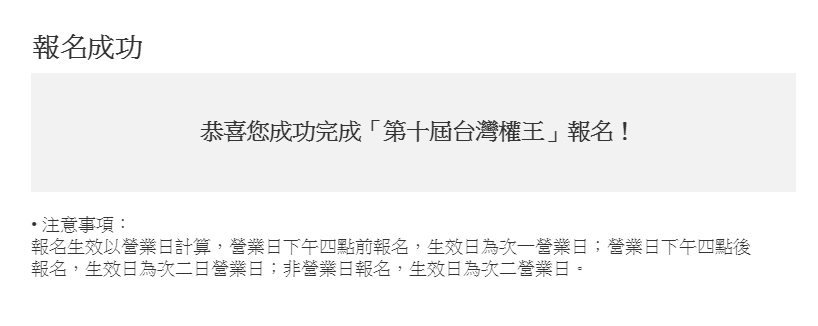 報名成功
恭喜您成功完成「第十屆台灣權王」報名！
• 注意事項：
報名生效以營業日計算，營業日下午四點前報名，生效日為次一營業日；營業日下午四點後
報名，生效日為次二日營業日；非營業日報名，生效日為次二營業日。